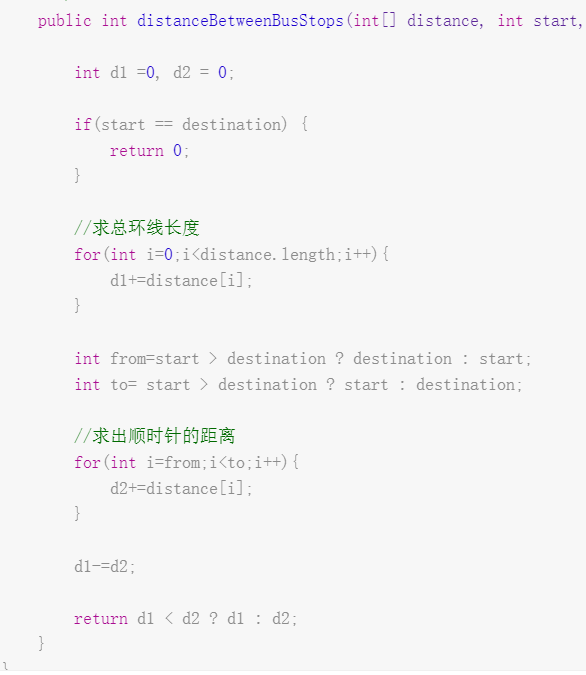 public int distanceBetweenBusStops(int[] distance, int start,
int d1 =0, d2 = 0;
if(start == destination) {
return 0;
}
//求总环线长度
for(int i=0;i<distance.length;i++){
d1+=distance[i];
}
int from=start > destination ? destination : start;
int to= start > destination ? start : destination;
//求出顺时针的距离
for(int i=from;i<to;i++){
d2+=distance[i];
}
d1-=d2;
return d1 < d2 ? d1 : d2;
}
}